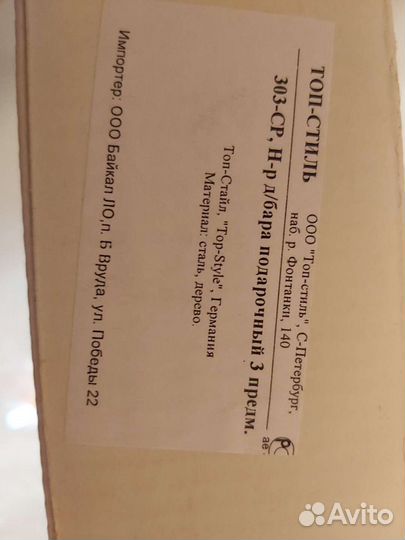 ТОП-СТИЛЬ
ООО "Топ-стиль", С-Петербург,
наб. р. Фонтанки, 140
303-СР, Н-р д/бара подарочный 3 предм.
Топ-Стайл, "Top-Style", Германия
Материал: сталь, дерево.
Импортер: ООО Байкал ЛО,п. Б Врула, ул. Победы 22
Avito